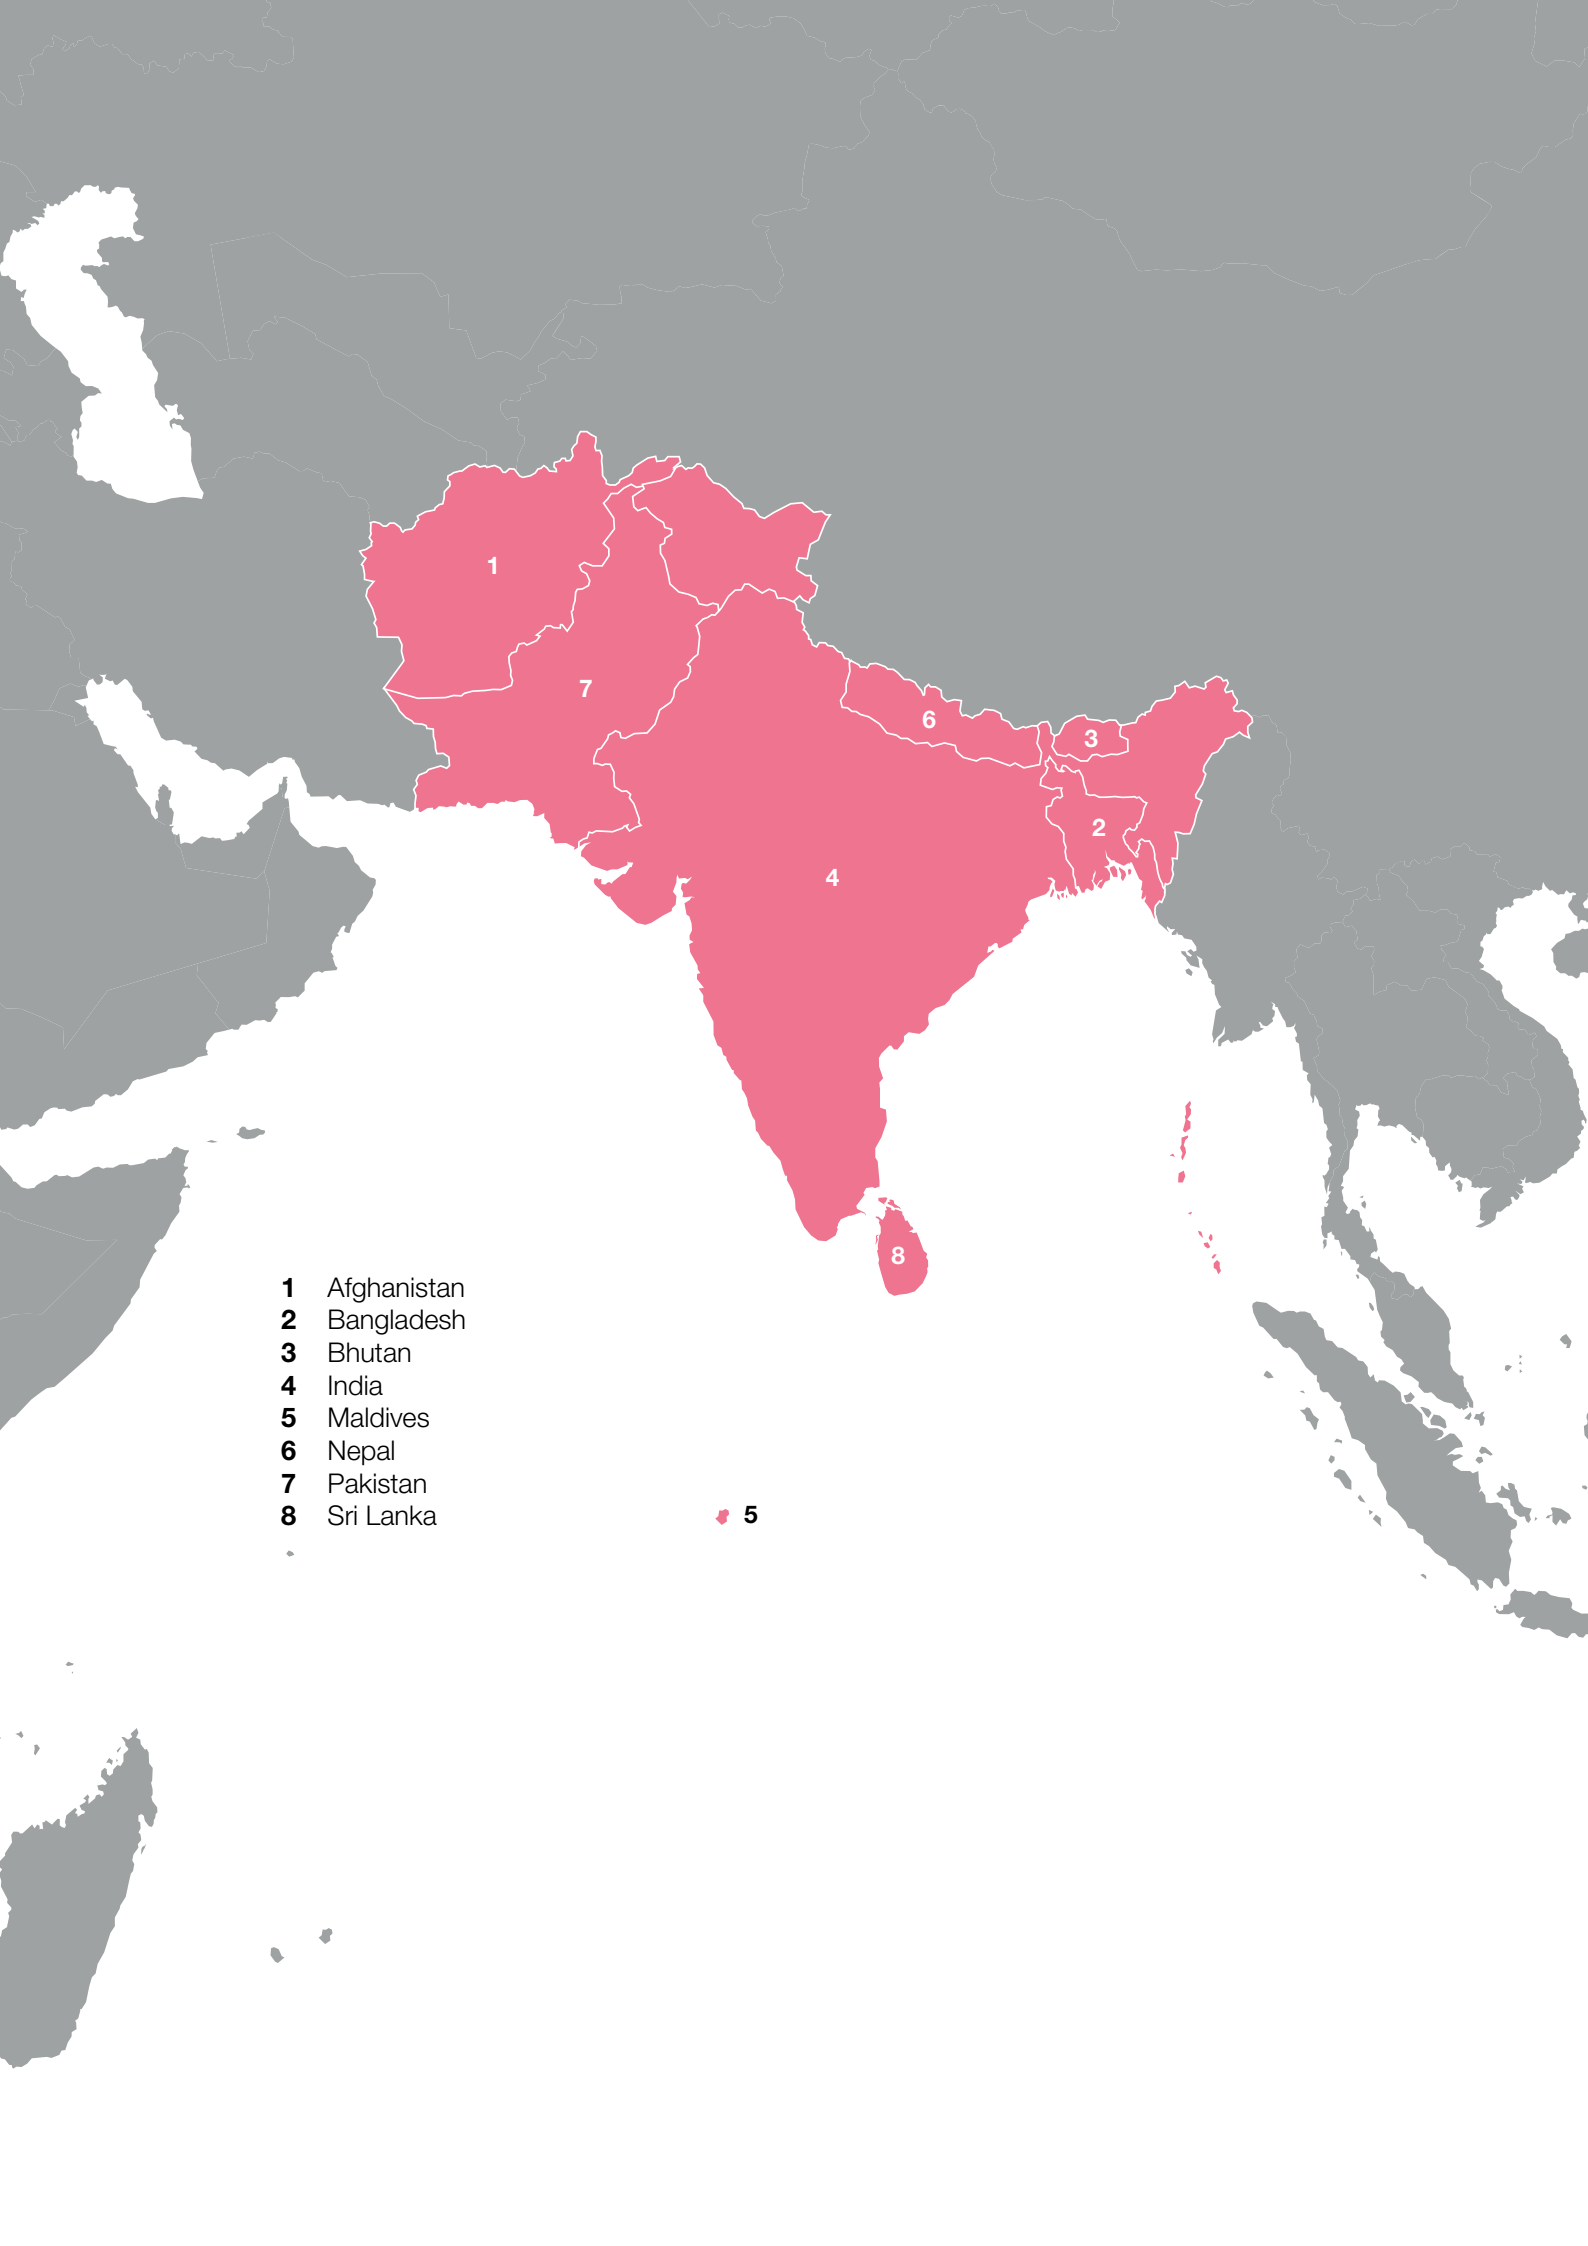 1
7
6
3
2
4
8
1 Afghanistan
2 Bangladesh
3 Bhutan
4 India
5 Maldives
6 Nepal
7 Pakistan
8 Sri Lanka
5